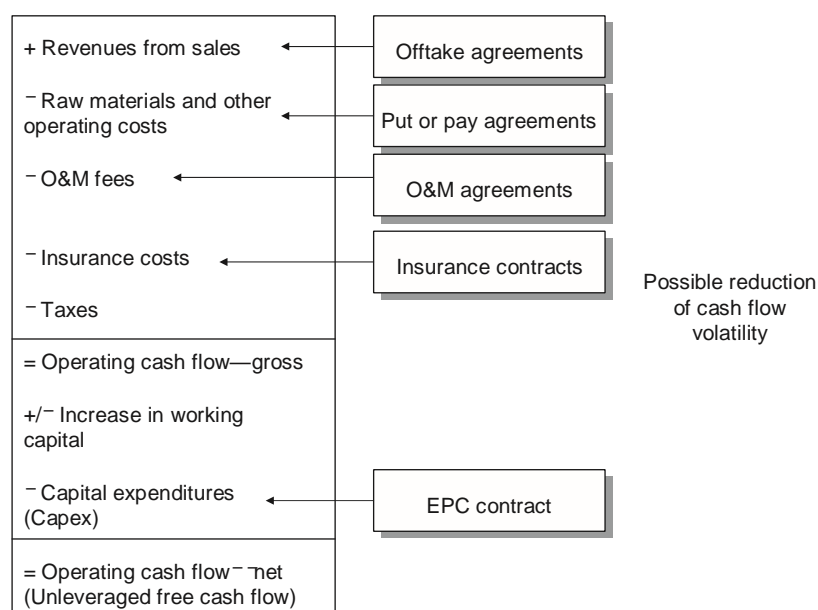 + Revenues from sales
Offtake agreements
– Raw materials and other
operating costs
Put or pay agreements
– O&M fees
O&M agreements
– Insurance costs
Insurance contracts
Possible reduction
of cash flow
volatility
– Taxes
= Operating cash flow—gross
+/– Increase in working
capital
– Capital expenditures
(Capex)
EPC contract
= Operating cash flow– –net
(Unleveraged free cash flow)